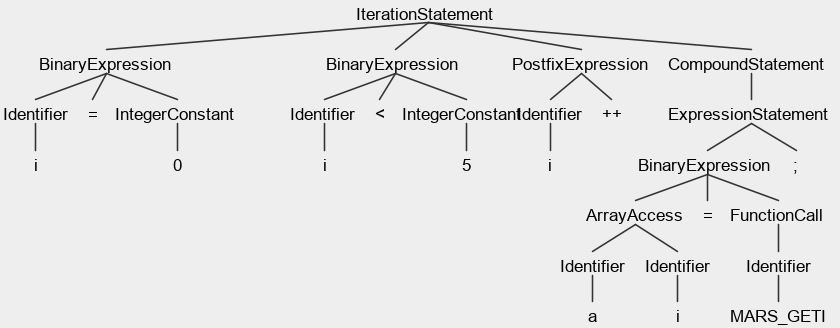 IterationStatement
BinaryExpression BinaryExpression PostfixExpression CompoundStatement
Identifier = IntegerConstant Identifier < IntegerConstant Identifier ++ ExpressionStatement
i 0 i 5 i BinaryExpression ;
ArrayAccess = FunctionCall
Identifier Identifier Identifier
a i MARS_GETI